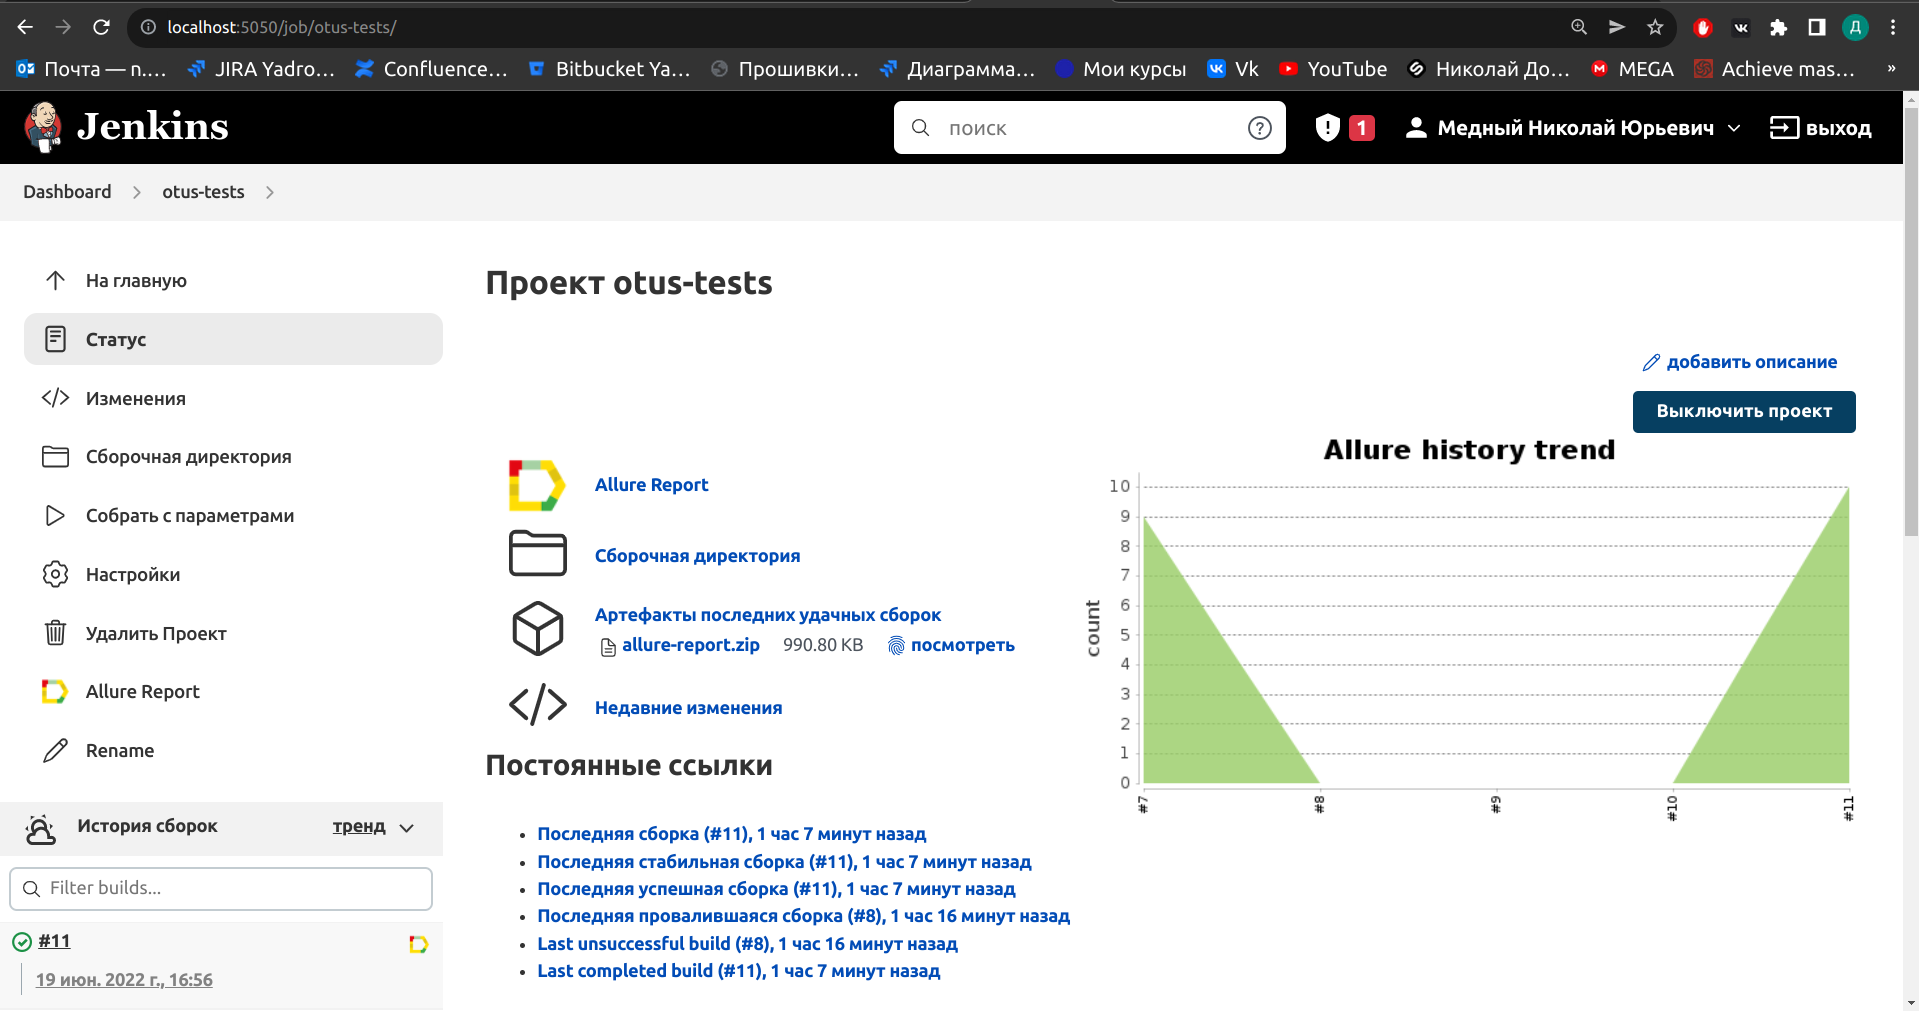 localhost:5050/job/otus-tests/
Д
Почта — n.... JIRA Yadro... Confluence... Bitbucket Ya... Прошивки... Диаграмма... Мои курсы Vk YouTube Николай До... MEGA Achieve mas... »
Jenkins
поиск
1
Медный Николай Юрьевич
выход
Dashboard
otus-tests
На главную
Статус
Изменения
Сборочная директория
Собрать с параметрами
Настройки
Удалить Проект
Allure Report
Rename
История сборок
тренд
Filter builds...
#11
19 июн. 2022 г., 16:56
Проект otus-tests
добавить описание
Выключить проект
Allure Report
Сборочная директория
Артефакты последних удачных сборок
allure-report.zip 990.80 KB посмотреть
Недавние изменения
Allure history trend
count
10
9
8
7
6
5
4
3
2
1
0
#7 #8 #9 #10 #11
Постоянные ссылки
• Последняя сборка (#11), 1 час 7 минут назад
• Последняя стабильная сборка (#11), 1 час 7 минут назад
• Последняя успешная сборка (#11), 1 час 7 минут назад
• Последняя провалившаяся сборка (#8), 1 час 16 минут назад
• Last unsuccessful build (#8), 1 час 16 минут назад
• Last completed build (#11), 1 час 7 минут назад